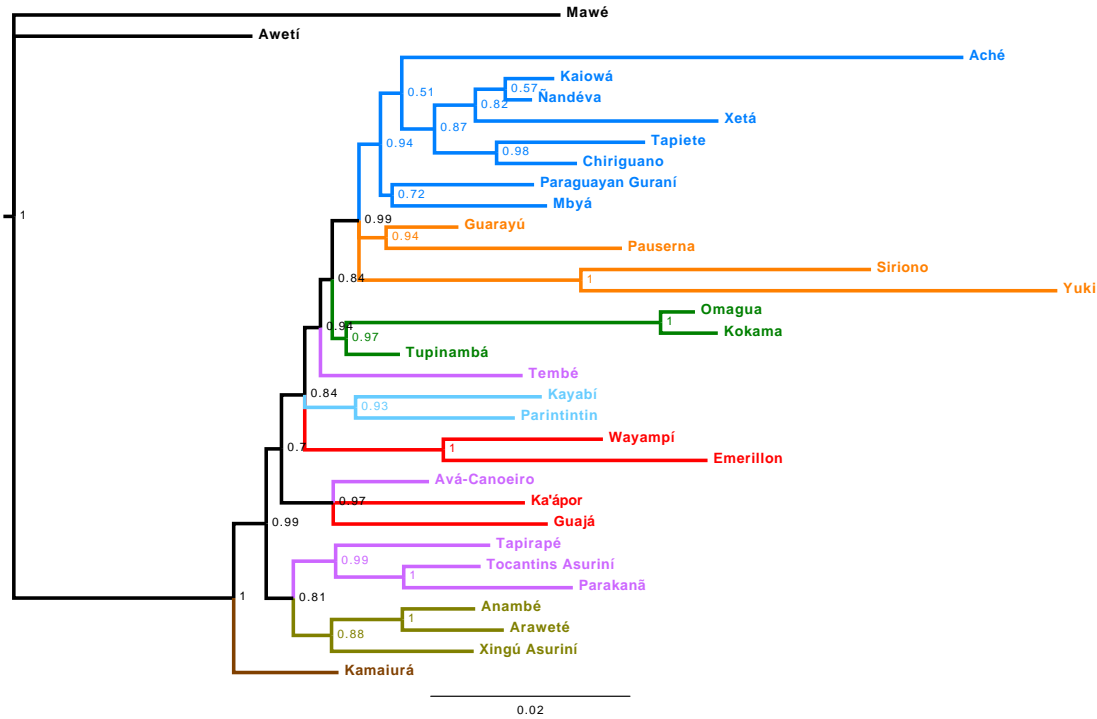 Mawé
Awetí
Aché
Kaiowá
0.57
Ñandéva
0.51
0.82
Xetá
0.87
Tapiete
0.94
0.98
Chiriguano
Paraguayan Guraní
0.72
Mbyá
1
0.99
Guarayú
0.94
Pauserna
Siriono
0.84
1
Yuki
Omagua
1
0.94
Kokama
0.97
Tupinambá
Tembé
0.84
Kayabí
0.93
Parintintin
Wayampí
0.7
1
Emerillon
Avá-Canoeiro
0.97
Ka'ápor
Guajá
0.99
Tapirapé
0.99
Tocantins Asuriní
1
Parakanã
1
0.81
Anambé
1
Araweté
0.88
Xingú Asuriní
Kamaiurá
0.02